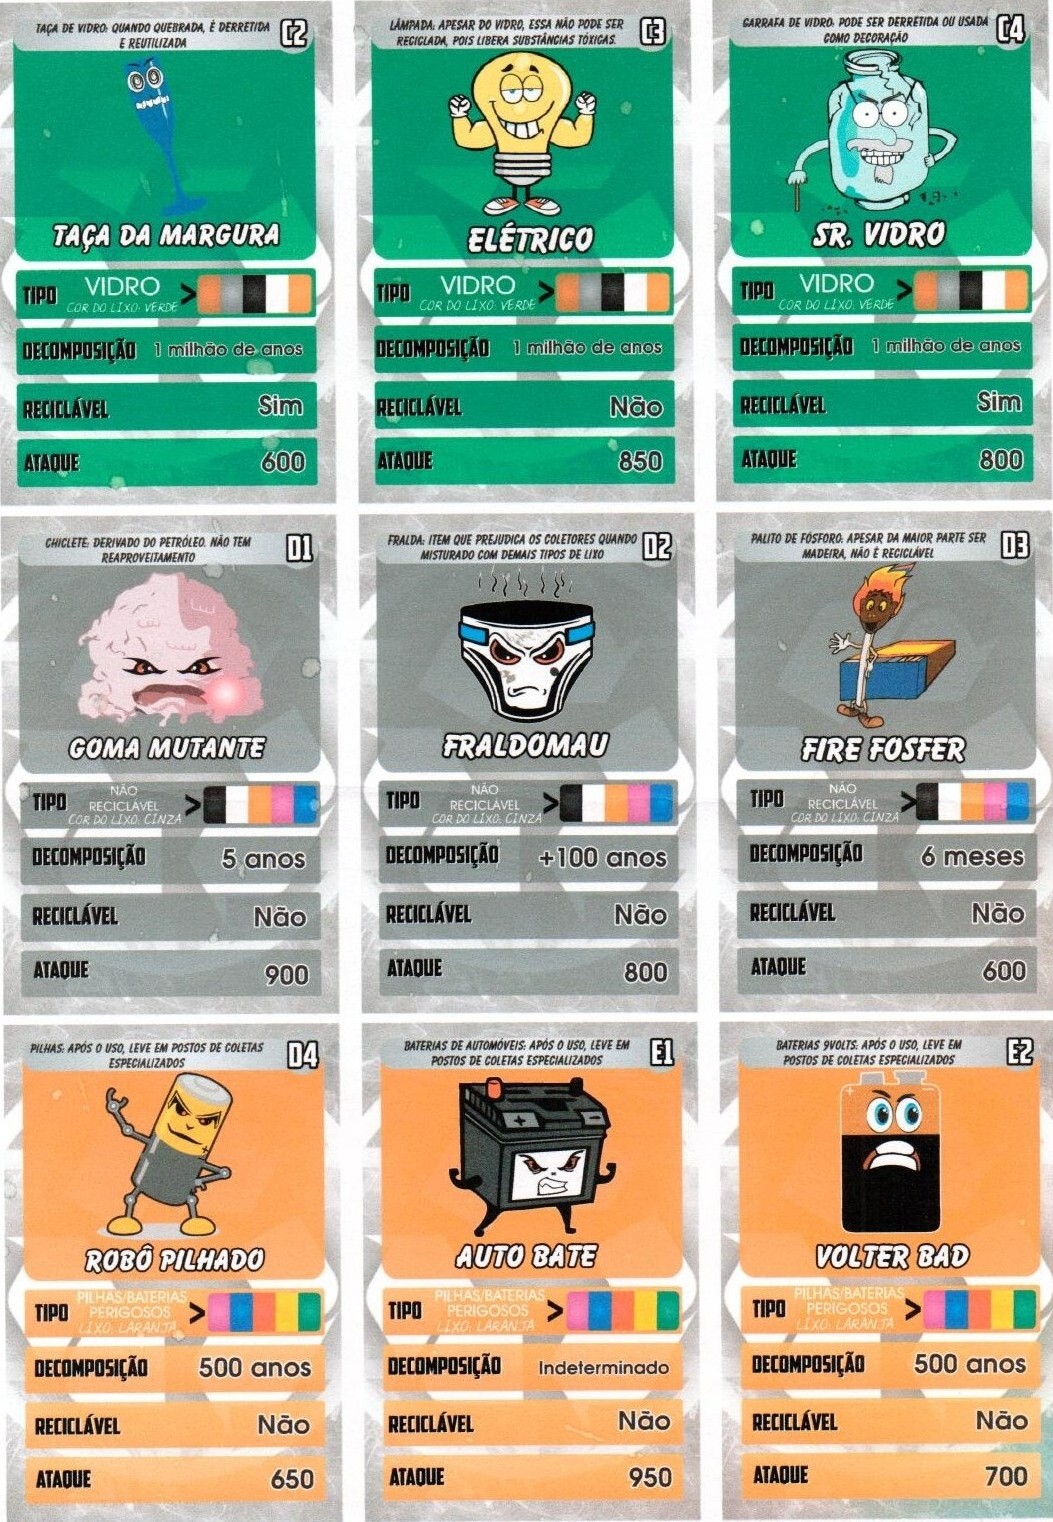 TAÇA DE VIDRO: QUANDO QUEBRADA, É DERRETIDA
E REUTILIZADA
C2
TAÇA DA MARGURA
TIPO VIDRO >
COR DO LIXO: VERDE
DECOMPOSIÇÃO 1 milhão de anos
RECICLÁVEL Sim
ATAQUE 600
LÂMPADA: APESAR DO VIDRO, ESSA NÃO PODE SER
RECICLADA, POIS LIBERA SUBSTÂNCIAS TÓXICAS.
C3
ELÉTRICO
TIPO VIDRO >
COR DO LIXO: VERDE
DECOMPOSIÇÃO 1 milhão de anos
RECICLÁVEL Não
ATAQUE 850
GARRAFA DE VIDRO: PODE SER DERRETIDA OU USADA
COMO DECORAÇÃO
C4
SR. VIDRO
TIPO VIDRO >
COR DO LIXO: VERDE
DECOMPOSIÇÃO 1 milhão de anos
RECICLÁVEL Sim
ATAQUE 800
CHICLETE: DERIVADO DO PETRÓLEO. NÃO TEM
REAPROVEITAMENTO
D1
GOMA MUTANTE
TIPO NÃO
RECICLÁVEL >
COR DO LIXO: CINZA
DECOMPOSIÇÃO 5 anos
RECICLÁVEL Não
ATAQUE 900
FRALDA: ITEM QUE PREJUDICA OS COLETORES QUANDO
MISTURADO COM DEMAIS TIPOS DE LIXO
D2
FRALDOMAU
TIPO NÃO
RECICLÁVEL >
COR DO LIXO: CINZA
DECOMPOSIÇÃO +100 anos
RECICLÁVEL Não
ATAQUE 800
PALITO DE FÓSFORO: APESAR DA MAIOR PARTE SER
MADEIRA, NÃO É RECICLÁVEL
D3
FIRE FOSFER
TIPO NÃO
RECICLÁVEL >
COR DO LIXO: CINZA
DECOMPOSIÇÃO 6 meses
RECICLÁVEL Não
ATAQUE 600
PILHAS: APÓS O USO, LEVE EM POSTOS DE COLETAS
ESPECIALIZADOS
D4
ROBÔ PILHADO
TIPO PILHAS/BATERIAS
PERIGOSOS >
LIXO: LARANJA
DECOMPOSIÇÃO 500 anos
RECICLÁVEL Não
ATAQUE 650
BATERIAS DE AUTOMÓVEIS: APÓS O USO, LEVE EM
POSTOS DE COLETAS ESPECIALIZADOS
E1
AUTO BATE
TIPO PILHAS/BATERIAS
PERIGOSOS >
LIXO: LARANJA
DECOMPOSIÇÃO Indeterminado
RECICLÁVEL Não
ATAQUE 950
BATERIAS 9VOLTS: APÓS O USO, LEVE EM
POSTOS DE COLETAS ESPECIALIZADOS
E2
VOLTER BAD
TIPO PILHAS/BATERIAS
PERIGOSOS >
LIXO: LARANJA
DECOMPOSIÇÃO 500 anos
RECICLÁVEL Não
ATAQUE 700